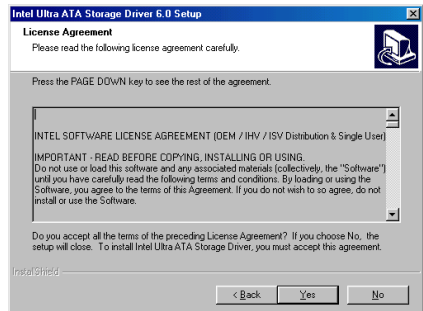 Intel Ultra ATA Storage Driver 6.0 Setup
License Agreement
Please read the following license agreement carefully.
Press the PAGE DOWN key to see the rest of the agreement.
INTEL SOFTWARE LICENSE AGREEMENT (OEM / IHV / ISV Distribution & Single User)
IMPORTANT - READ BEFORE COPYING, INSTALLING OR USING.
Do not use or load this software and any associated materials (collectively, the "Software")
until you have carefully read the following terms and conditions. By loading or using the
Software, you agree to the terms of this Agreement. If you do not wish to so agree, do not
install or use the Software.
Do you accept all the terms of the preceding License Agreement? If you choose No, the
setup will close. To install Intel Ultra ATA Storage Driver, you must accept this agreement.
InstallShield
< Back
Yes
No